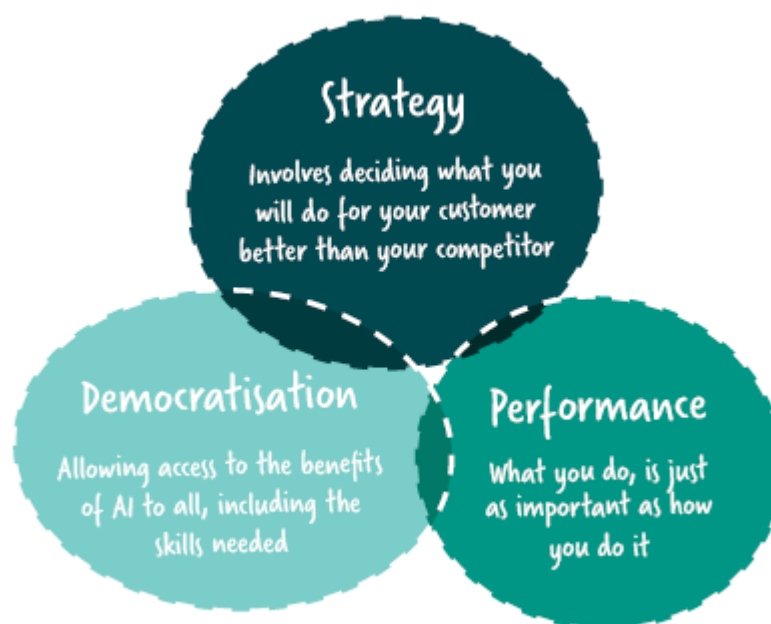 Strategy
Involves deciding what you
will do for your customer
better than your competitor
Democratisation
Allowing access to the benefits
of AI to all, including the
skills needed
Performance
What you do, is just
as important as how
you do it